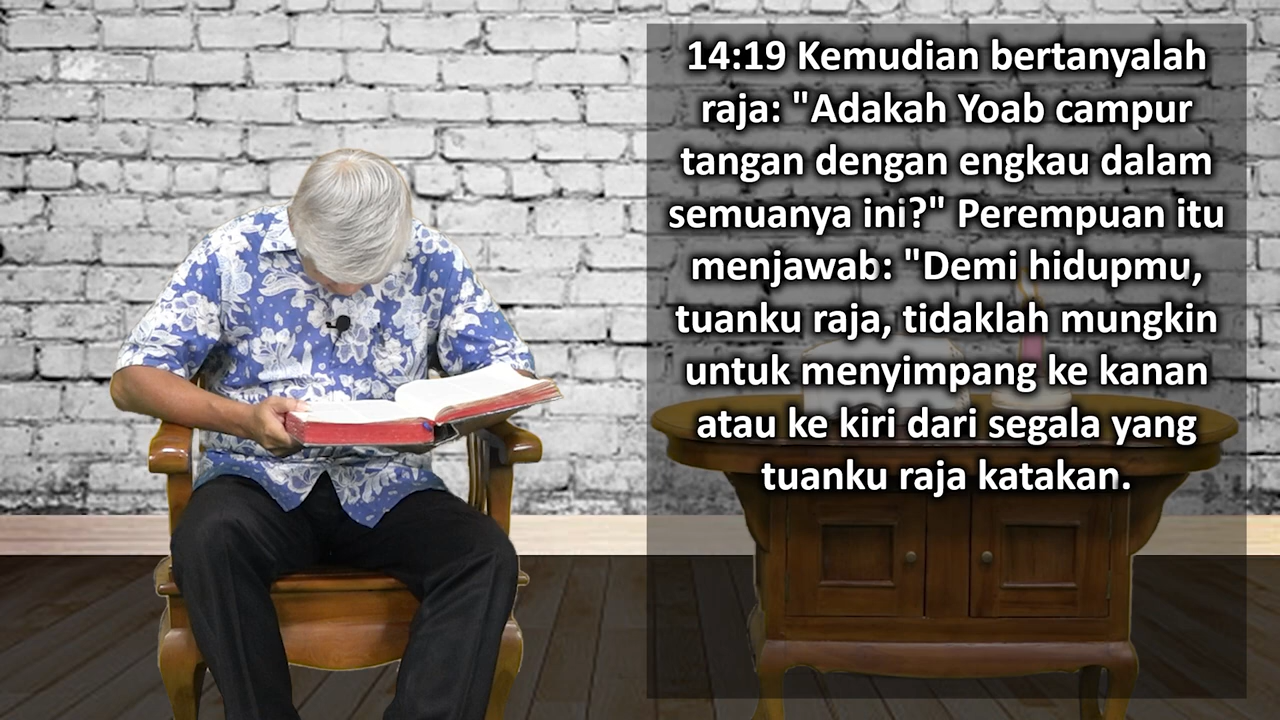 14:19 Kemudian bertanyalah
raja: "Adakah Yoab campur
tangan dengan engkau dalam
semuanya ini?" Perempuan itu
menjawab: "Demi hidupmu,
tuanku raja, tidaklah mungkin
untuk menyimpang ke kanan
atau ke kiri dari segala yang
tuanku raja katakan.